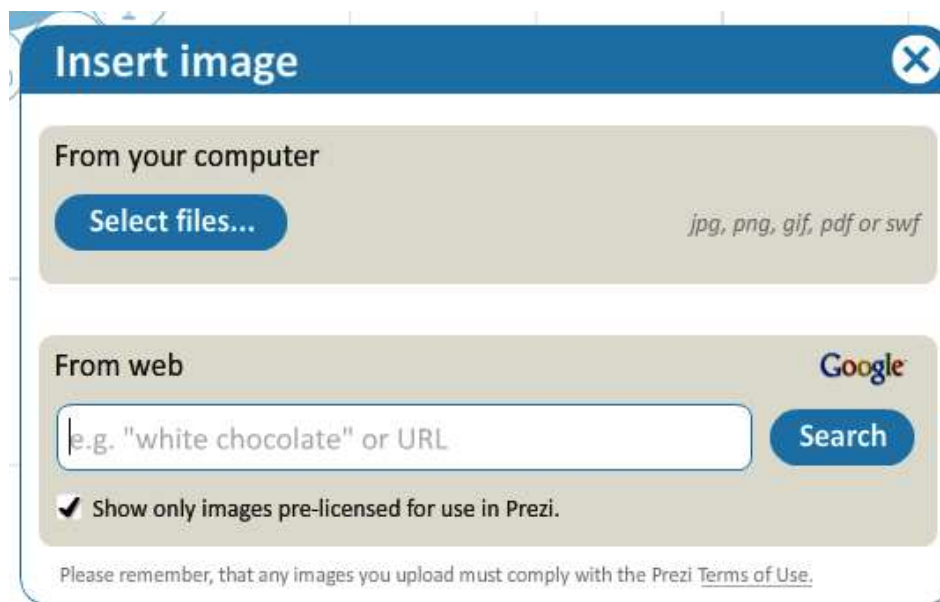 Insert image
From your computer
Select files...
jpg, png, gif, pdf or swf
From web
Google
e.g. "white chocolate" or URL
Search
Show only images pre-licensed for use in Prezi.
Please remember, that any images you upload must comply with the Prezi Terms of Use.